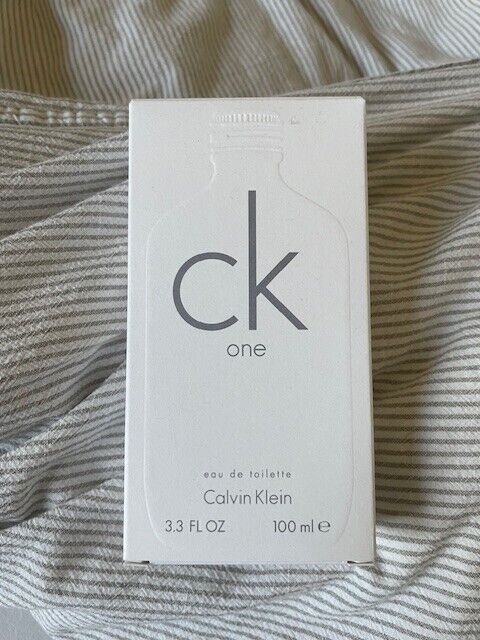 ck
one
eau de toilette
Calvin Klein
3.3 FL OZ 100 ml ℮